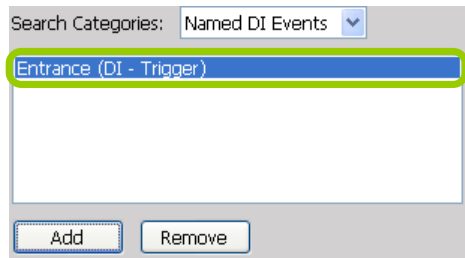 Search Categories: Named DI Events
Entrance (DI - Trigger)
Add Remove